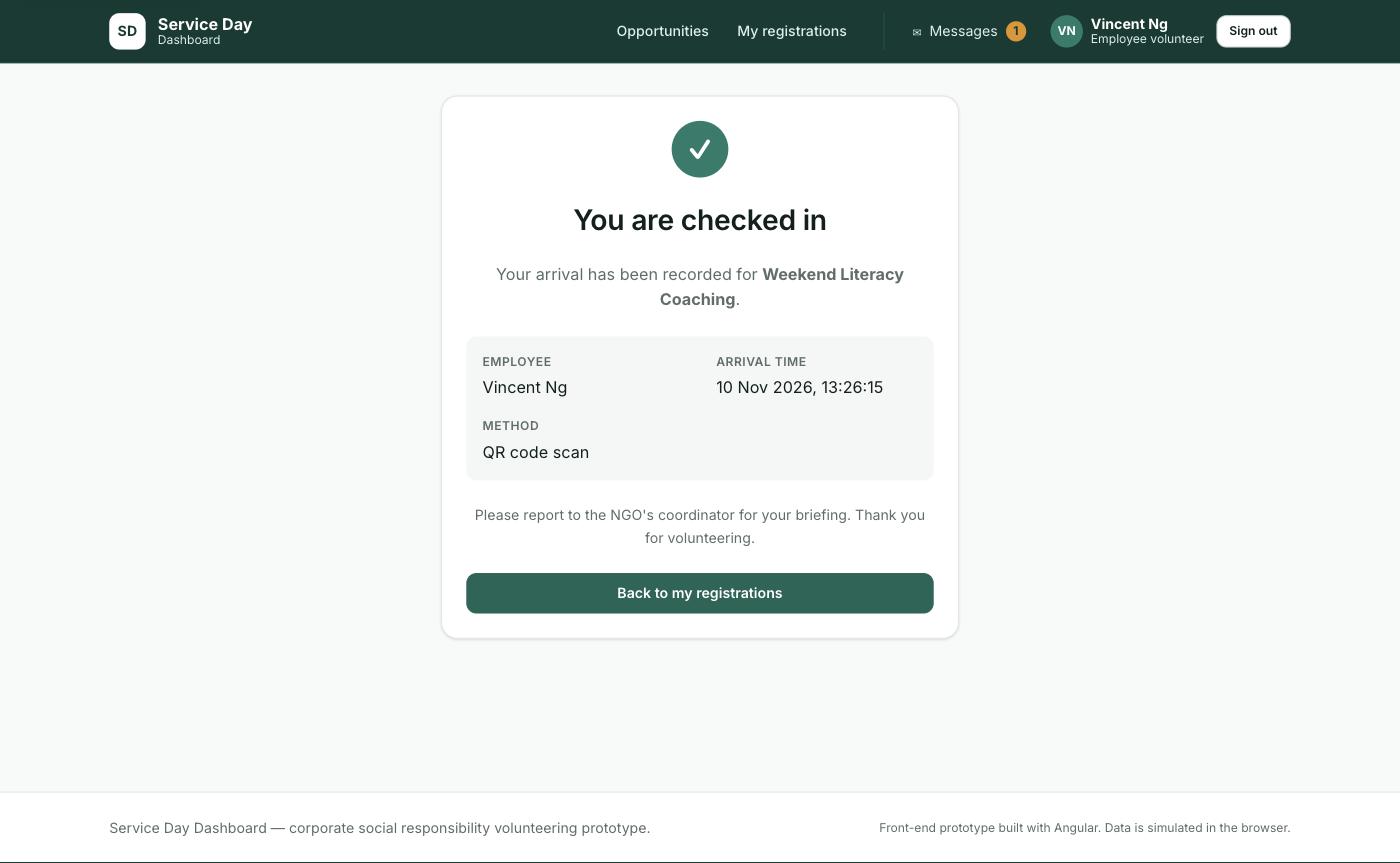 SD
Service Day
Dashboard
Opportunities
My registrations
Messages
1
VN
Vincent Ng
Employee volunteer
Sign out
You are checked in
Your arrival has been recorded for Weekend Literacy
Coaching.
EMPLOYEE
Vincent Ng
ARRIVAL TIME
10 Nov 2026, 13:26:15
METHOD
QR code scan
Please report to the NGO's coordinator for your briefing. Thank you
for volunteering.
Back to my registrations
Service Day Dashboard — corporate social responsibility volunteering prototype.
Front-end prototype built with Angular. Data is simulated in the browser.